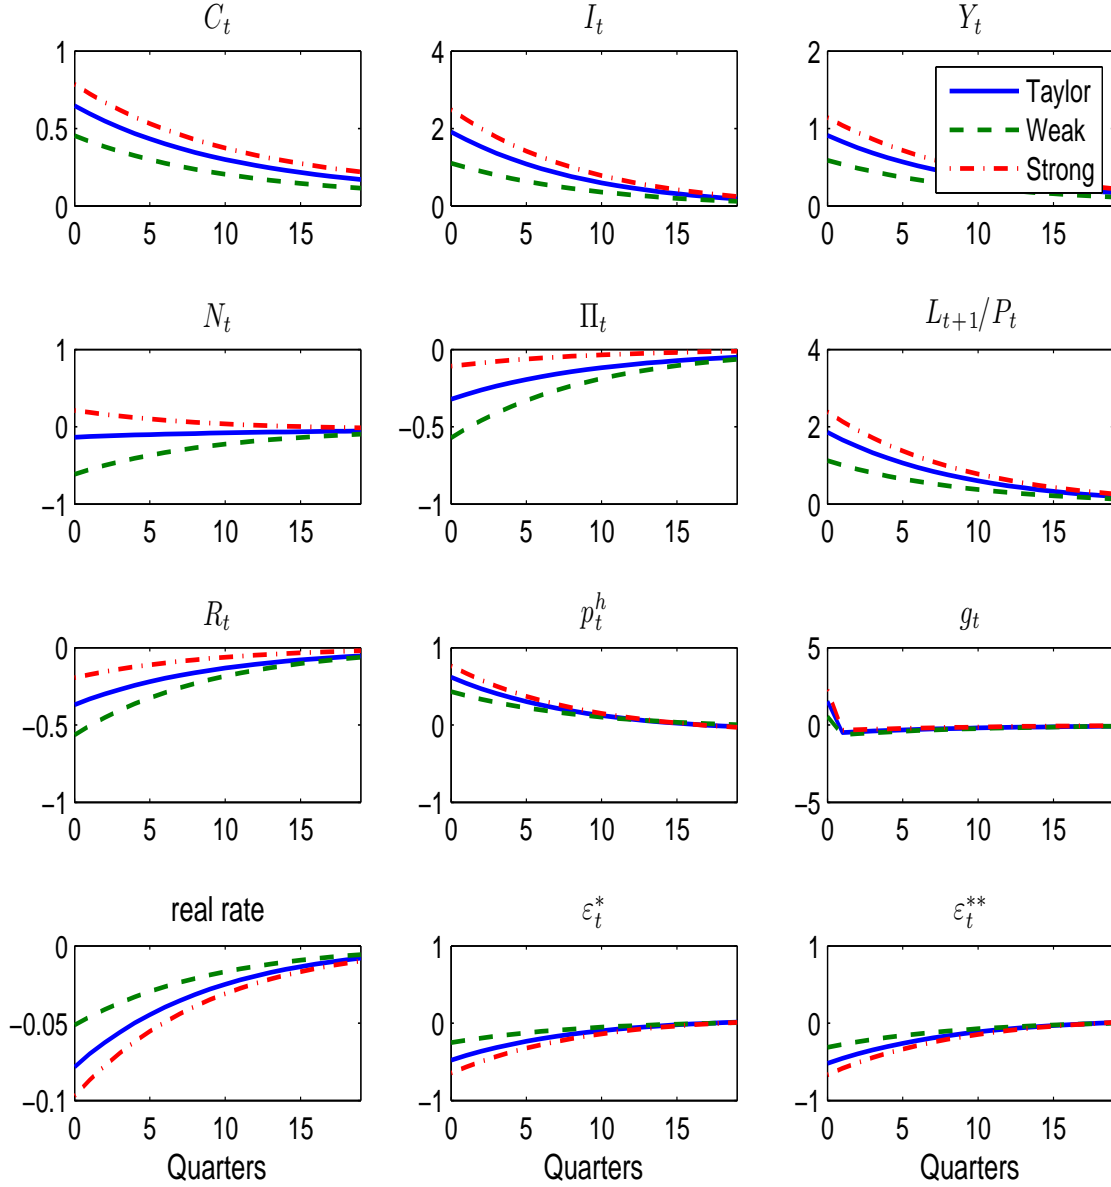 C_t I_t Y_t
1 4 2
Taylor
0.5 2 1 Weak
Strong
0 0 0
0 5 10 15 0 5 10 15 0 5 10 15
N_t Π_t L_{t+1}/P_t
1 0 4
0 −0.5 2
−1 −1 0
0 5 10 15 0 5 10 15 0 5 10 15
R_t p_t^h g_t
0 1 5
−0.5 0 0
−1 −1 −5
0 5 10 15 0 5 10 15 0 5 10 15
real rate ε_t^* ε_t^{**}
0 1 1
−0.05 0 0
−0.1 −1 −1
0 5 10 15 0 5 10 15 0 5 10 15
Quarters Quarters Quarters